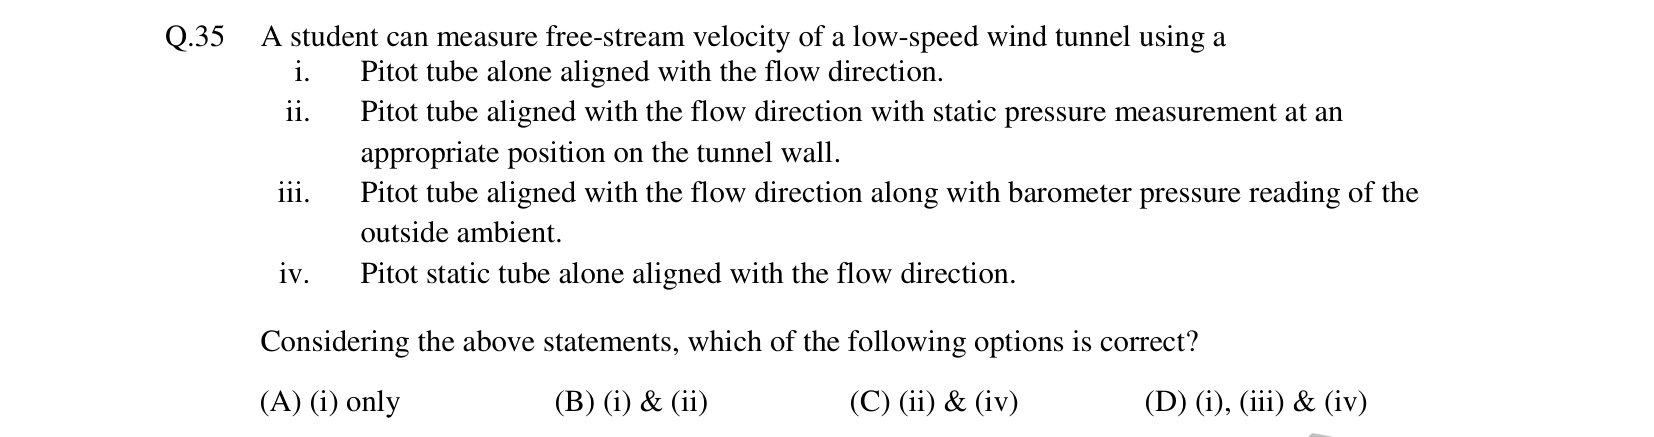 Q.35 A student can measure free-stream velocity of a low-speed wind tunnel using a
i. Pitot tube alone aligned with the flow direction.
ii. Pitot tube aligned with the flow direction with static pressure measurement at an
appropriate position on the tunnel wall.
iii. Pitot tube aligned with the flow direction along with barometer pressure reading of the
outside ambient.
iv. Pitot static tube alone aligned with the flow direction.
Considering the above statements, which of the following options is correct?
(A) (i) only (B) (i) & (ii) (C) (ii) & (iv) (D) (i), (iii) & (iv)